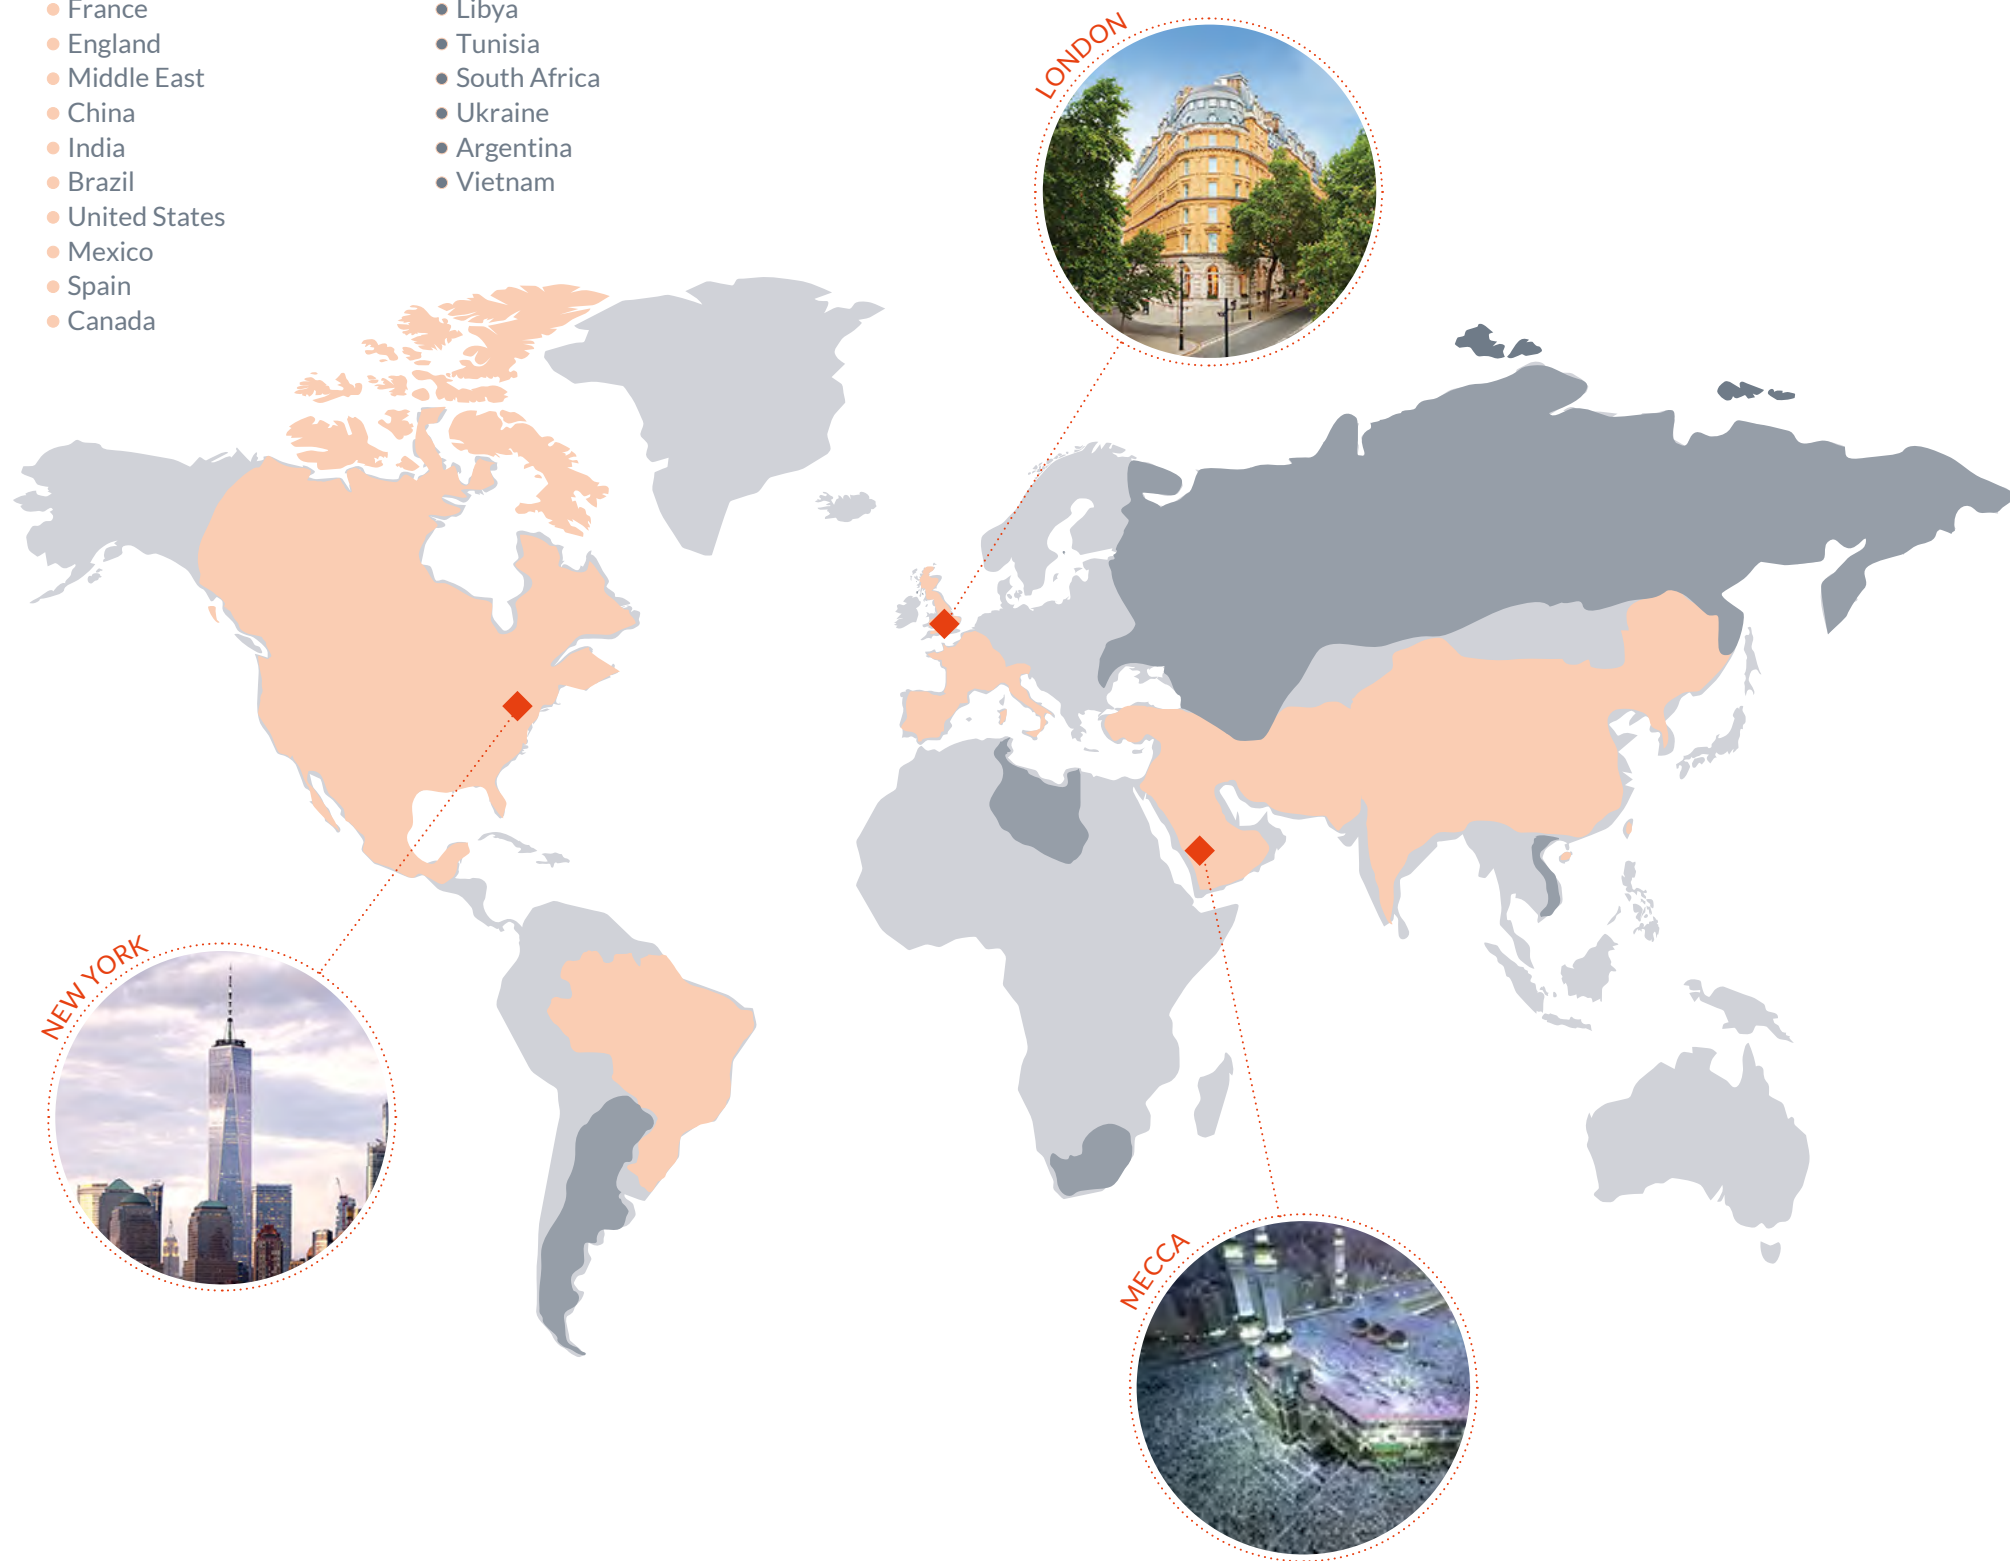 France
England
Middle East
China
India
Brazil
United States
Mexico
Spain
Canada
Libya
Tunisia
South Africa
Ukraine
Argentina
Vietnam
LONDON
NEW YORK
MECCA